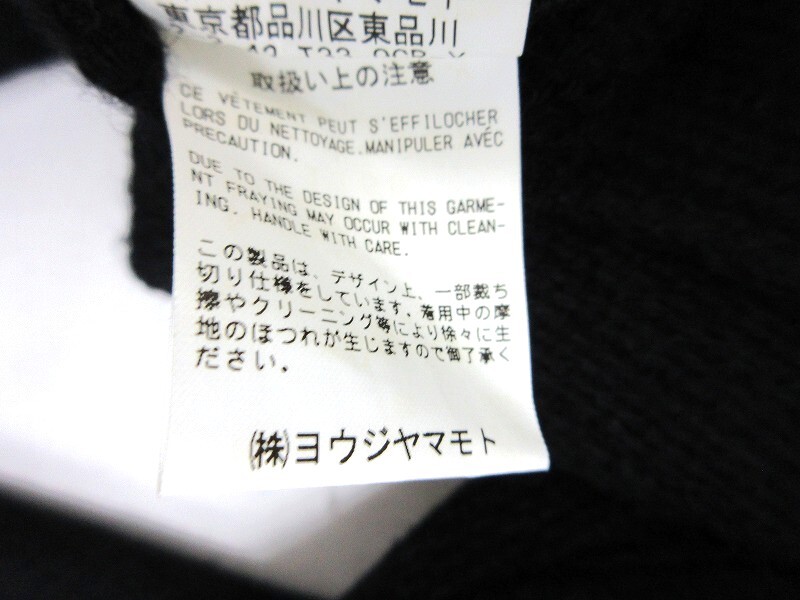 東京都品川区東品川
取扱い上の注意
CE VÊTEMENT PEUT S'EFFILOCHER
LORS DU NETTOYAGE.MANIPULER AVÉC
PRECAUTION.
DUE TO THE DESIGN OF THIS GARME-
NT FRAYING MAY OCCUR WITH CLEAN-
ING. HANDLE WITH CARE.
この製品は、デザイン上、一部裁ち
切り仕様をしています。着用中の摩
擦やクリーニング等により徐々に生
地のほつれが生じますので御了承く
ださい。
㈱ヨウジヤマモト